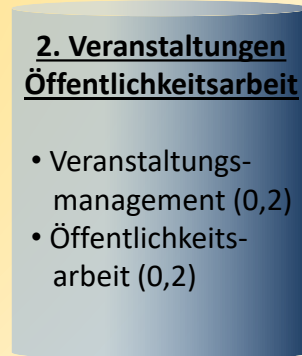 2. Veranstaltungen
Öffentlichkeitsarbeit
• Veranstaltungs-
management (0,2)
• Öffentlichkeits-
arbeit (0,2)